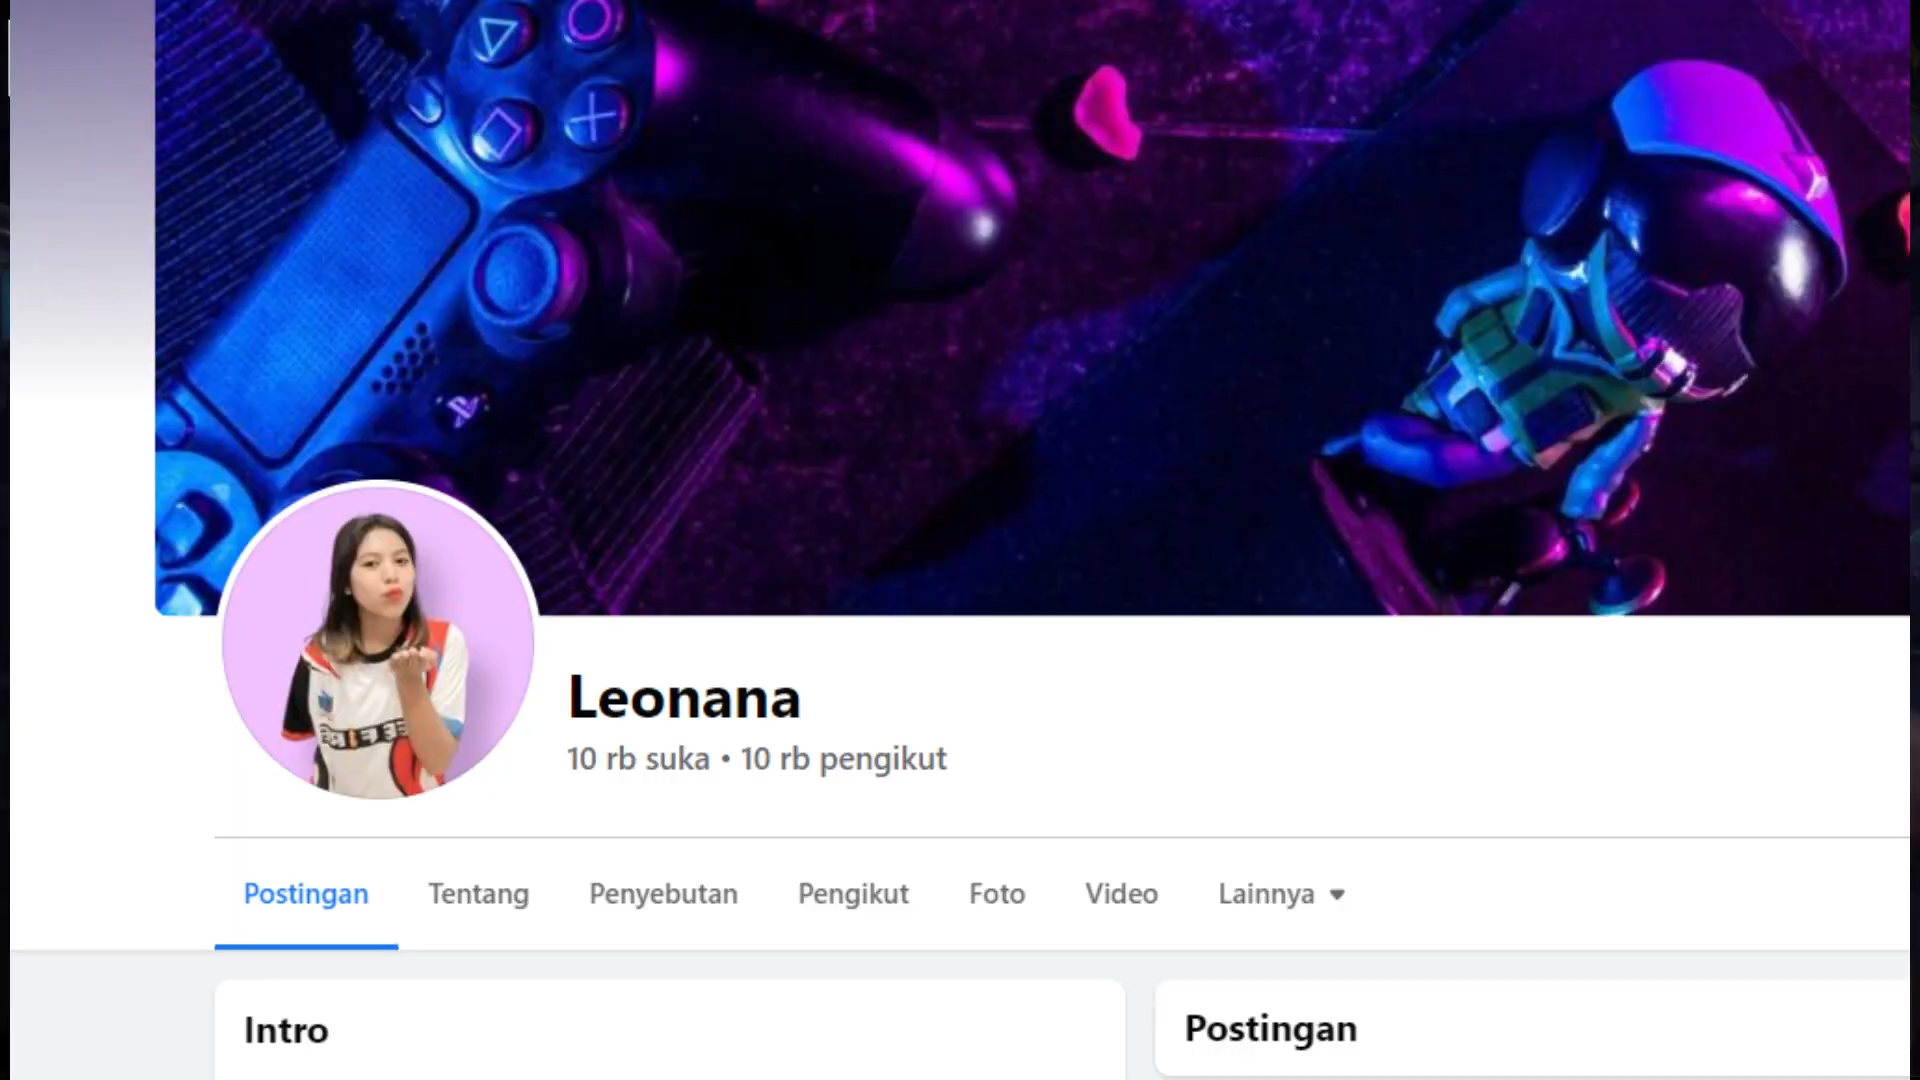 Leonana
10 rb suka • 10 rb pengikut
Postingan Tentang Penyebutan Pengikut Foto Video Lainnya
Intro
Postingan